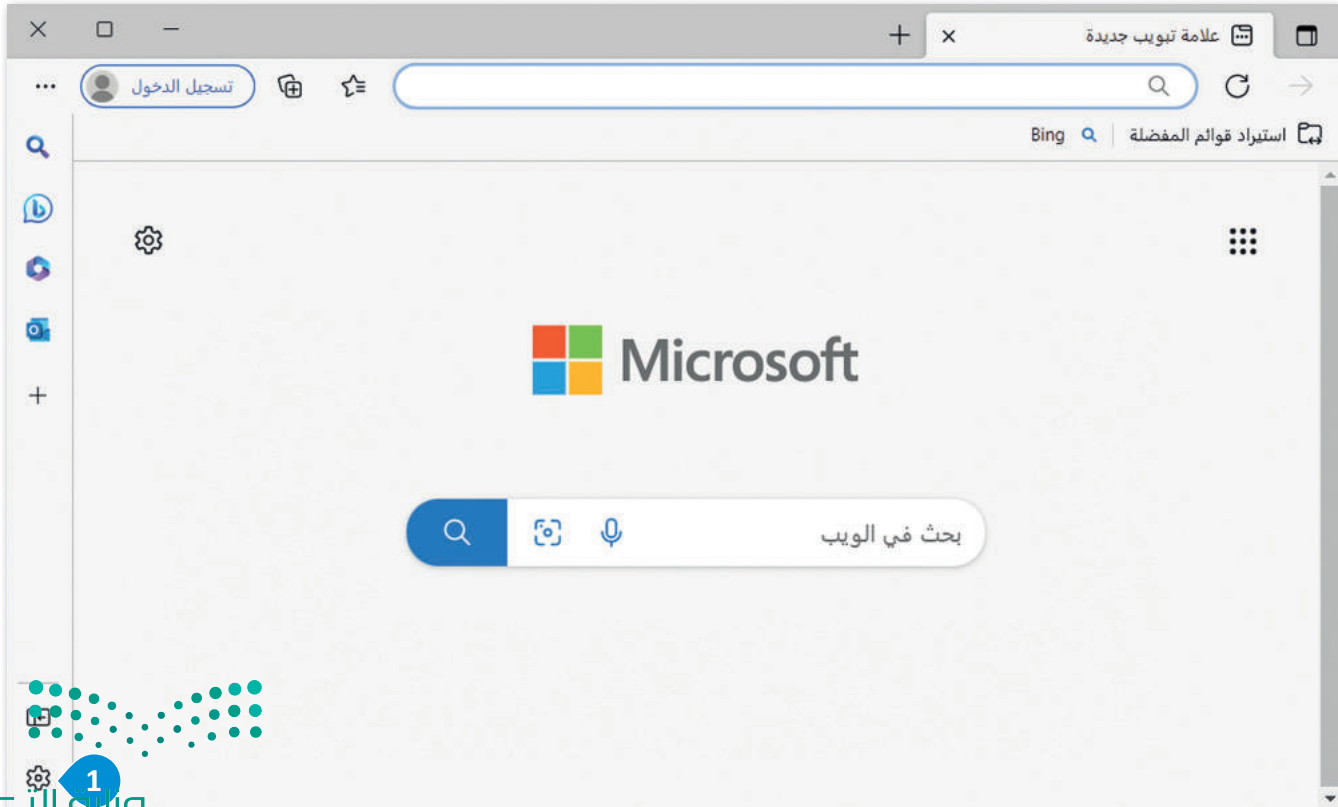 علامة تبويب جديدة
تسجيل الدخول
استيراد قوائم المفضلة Bing
Microsoft
بحث في الويب
1